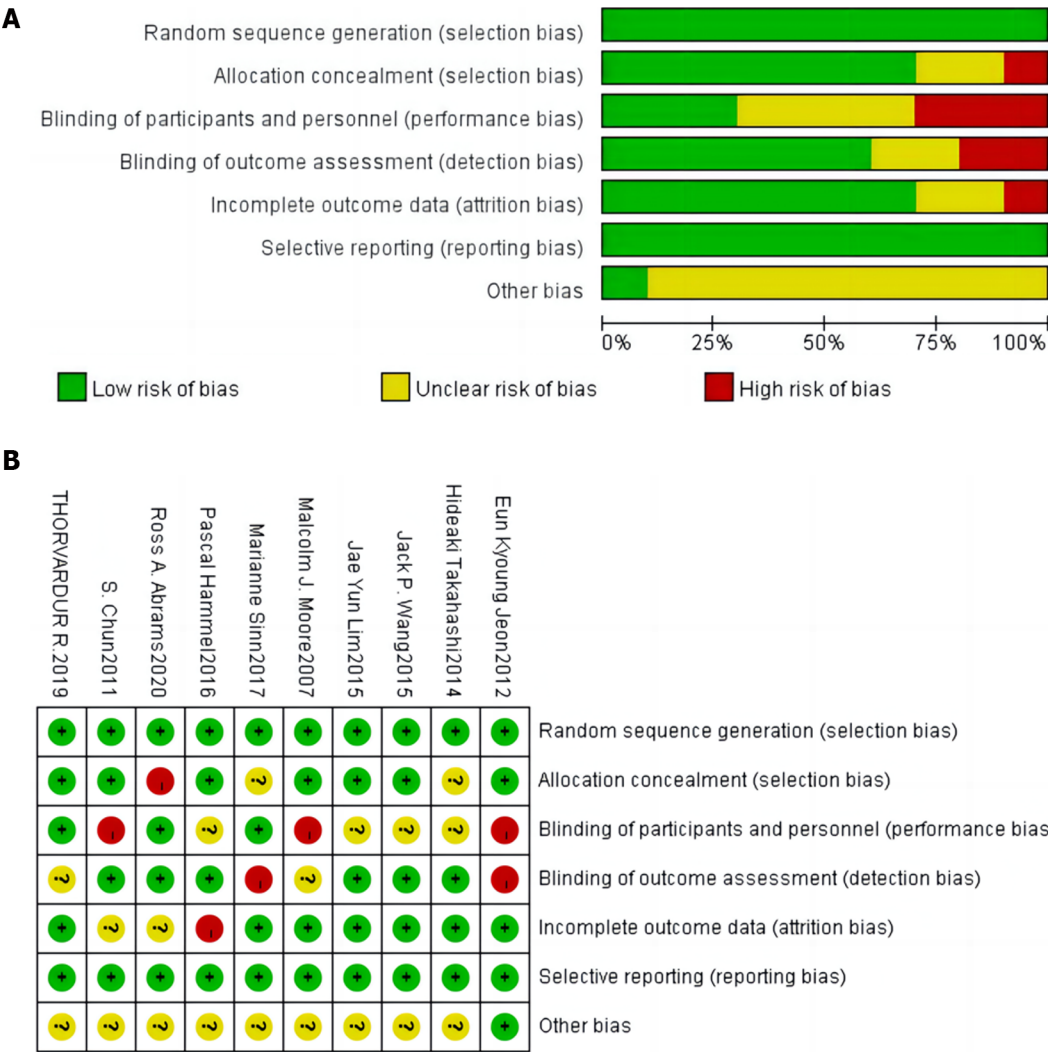 A
Random sequence generation (selection bias)
Allocation concealment (selection bias)
Blinding of participants and personnel (performance bias)
Blinding of outcome assessment (detection bias)
Incomplete outcome data (attrition bias)
Selective reporting (reporting bias)
Other bias
0% 25% 50% 75% 100%
Low risk of bias Unclear risk of bias High risk of bias
B
THORVARDUR R.2019
S. Chun2011
Ross A. Abrams2020
Pascal Hammel2016
Marianne Sinn2017
Malcolm J. Moore2007
Jae Yun Lim2015
Jack P. Wang2015
Hideaki Takahashi2014
Eun Kyoung Jeon2012
+ + + + + + + + + + Random sequence generation (selection bias)
+ + - + ? + + + ? + Allocation concealment (selection bias)
+ - + ? + - ? ? ? - Blinding of participants and personnel (performance bias
? + + + - ? + + + - Blinding of outcome assessment (detection bias)
+ ? ? - + + + + + + Incomplete outcome data (attrition bias)
+ + + + + + + + + + Selective reporting (reporting bias)
? ? ? ? ? ? ? ? ? + Other bias